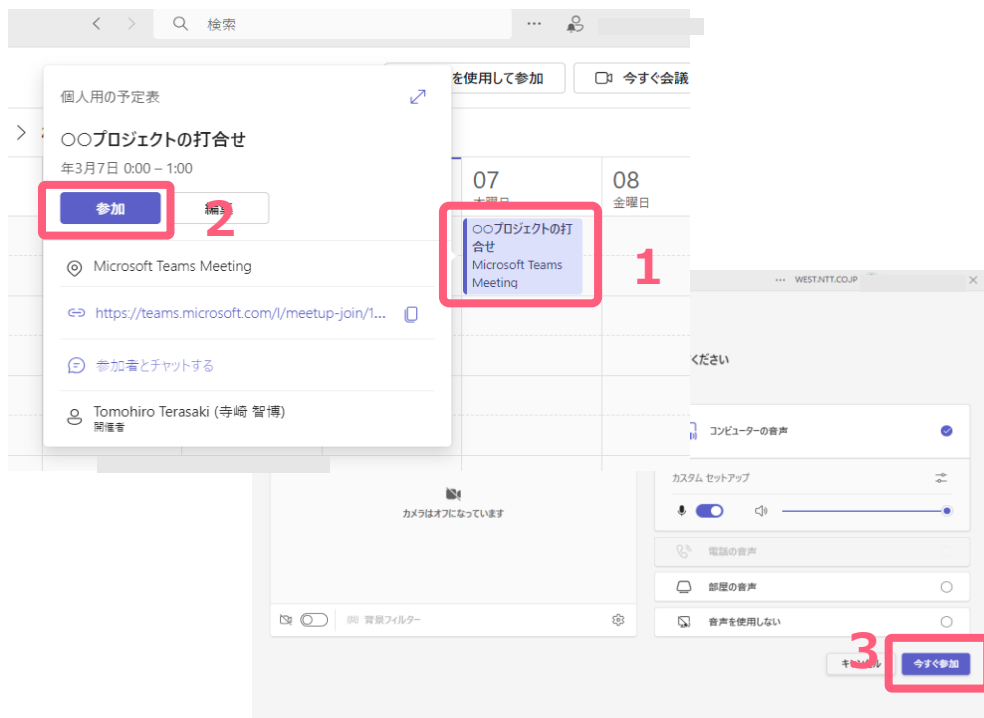 検索
を使用して参加
今すぐ会議
個人用の予定表
○○プロジェクトの打合せ
年3月7日 0:00 – 1:00
参加
編集
2
Microsoft Teams Meeting
https://teams.microsoft.com/l/meetup-join/1...
参加者とチャットする
Tomohiro Terasaki (寺崎 智博)
開催者
07
木曜日
08
金曜日
○○プロジェクトの打
合せ
Microsoft Teams
Meeting
1
WEST.NTT.CO.JP
ください
コンピューターの音声
カスタム セットアップ
電話の音声
部屋の音声
音声を使用しない
カメラはオフになっています
背景フィルター
3
キャンセル
今すぐ参加